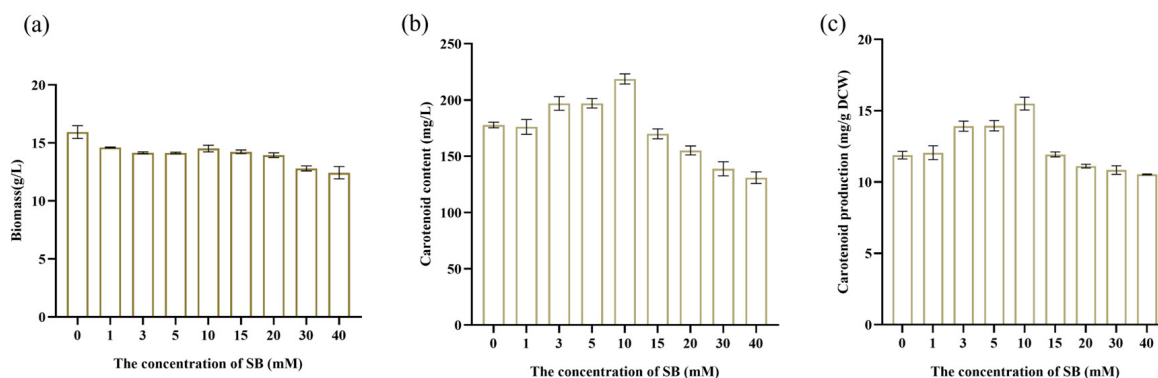 (a)
20
15
10
5
0
Biomass(g/L)
0 1 3 5 10 15 20 30 40
The concentration of SB (mM)
(b)
250
200
150
100
50
0
Carotenoid content (mg/L)
0 1 3 5 10 15 20 30 40
The concentration of SB (mM)
(c)
20
15
10
5
0
Carotenoid production (mg/g DCW)
0 1 3 5 10 15 20 30 40
The concentration of SB (mM)